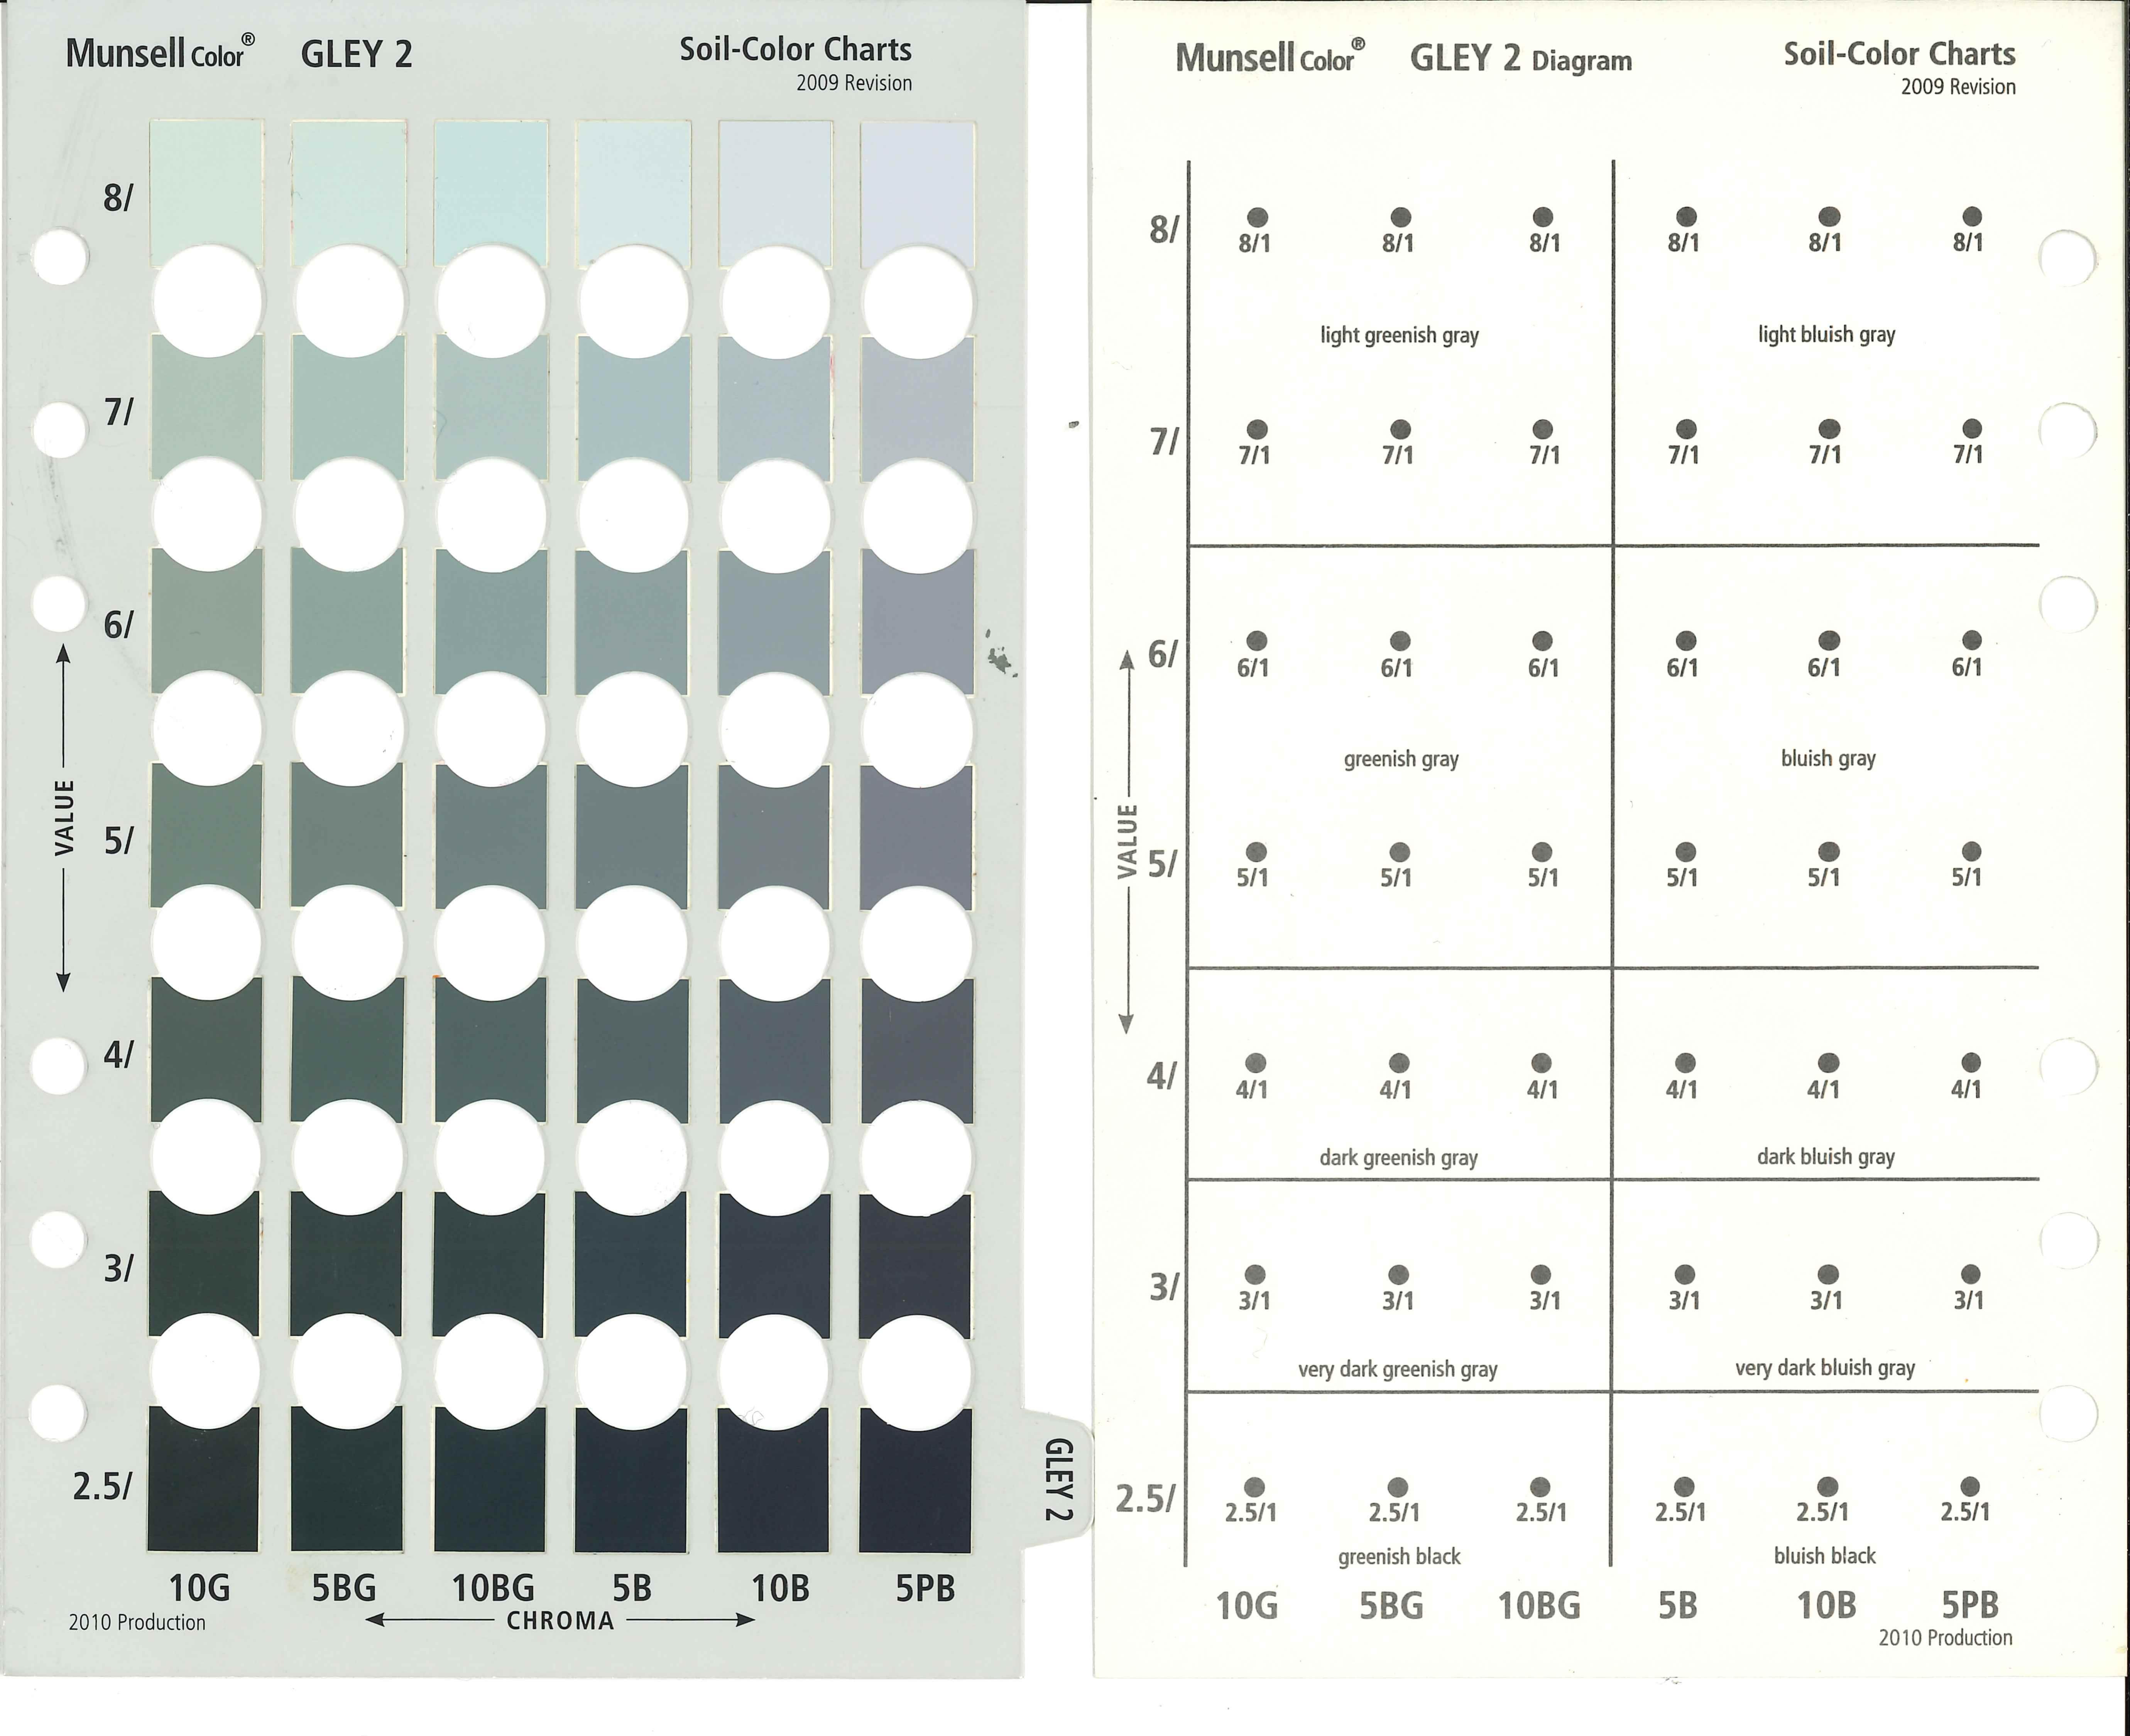 Munsell Color® GLEY 2 Soil-Color Charts
2009 Revision
8/
7/
6/
5/
4/
3/
2.5/
VALUE
10G 5BG 10BG 5B 10B 5PB
2010 Production
CHROMA
GLEY 2
Munsell Color® GLEY 2 Diagram Soil-Color Charts
2009 Revision
8/
8/1 8/1 8/1 8/1 8/1 8/1
light greenish gray light bluish gray
7/
7/1 7/1 7/1 7/1 7/1 7/1
6/
6/1 6/1 6/1 6/1 6/1 6/1
greenish gray bluish gray
VALUE
5/
5/1 5/1 5/1 5/1 5/1 5/1
4/
4/1 4/1 4/1 4/1 4/1 4/1
dark greenish gray dark bluish gray
3/
3/1 3/1 3/1 3/1 3/1 3/1
very dark greenish gray very dark bluish gray
2.5/
2.5/1 2.5/1 2.5/1 2.5/1 2.5/1 2.5/1
greenish black bluish black
10G 5BG 10BG 5B 10B 5PB
2010 Production